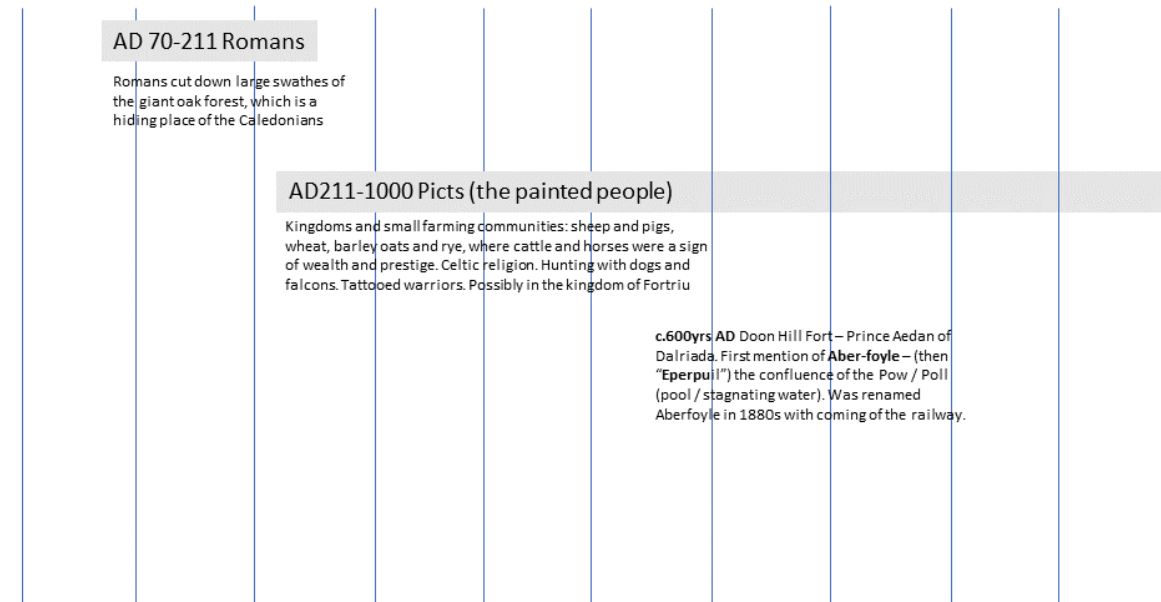 AD 70-211 Romans
Romans cut down large swathes of
the giant oak forest, which is a
hiding place of the Caledonians
AD211-1000 Picts (the painted people)
Kingdoms and small farming communities: sheep and pigs,
wheat, barley oats and rye, where cattle and horses were a sign
of wealth and prestige. Celtic religion. Hunting with dogs and
falcons. Tattooed warriors. Possibly in the kingdom of Fortriu
c.600yrs AD Doon Hill Fort – Prince Aedan of
Dalriada. First mention of Aber-foyle – (then
“Eperpuil”) the confluence of the Pow / Poll
(pool / stagnating water). Was renamed
Aberfoyle in 1880s with coming of the railway.